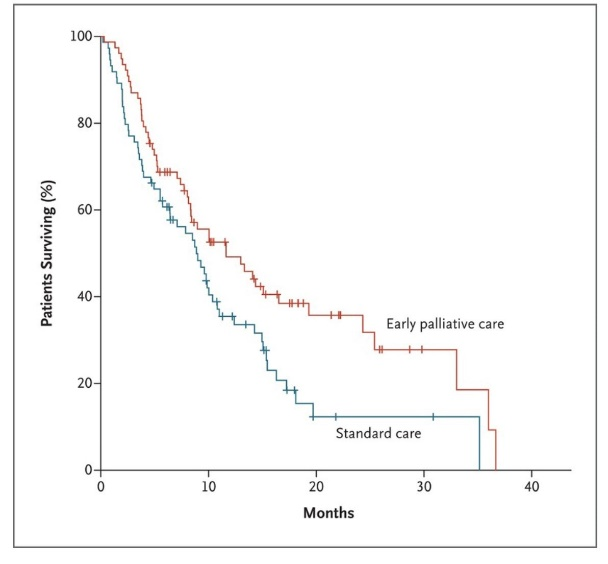 100
80
60
40
20
0
Patients Surviving (%)
Early palliative care
Standard care
0 10 20 30 40
Months